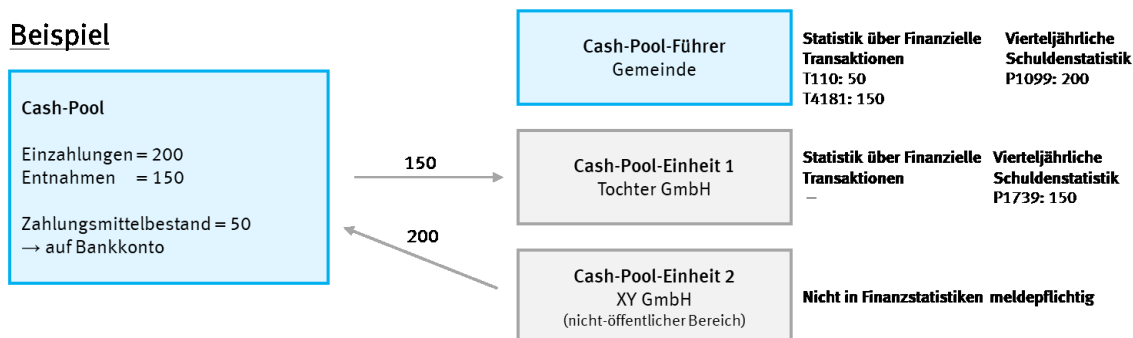 Beispiel
Cash-Pool
Einzahlungen = 200
Entnahmen = 150
Zahlungsmittelbestand = 50
→ auf Bankkonto
150
200
Cash-Pool-Führer
Gemeinde
Statistik über Finanzielle
Transaktionen
T110: 50
T4181: 150
Vierteljährliche
Schuldenstatistik
P1099: 200
Cash-Pool-Einheit 1
Tochter GmbH
Statistik über Finanzielle
Transaktionen
—
Vierteljährliche
Schuldenstatistik
P1739: 150
Cash-Pool-Einheit 2
XY GmbH
(nicht-öffentlicher Bereich)
Nicht in Finanzstatistiken meldepflichtig